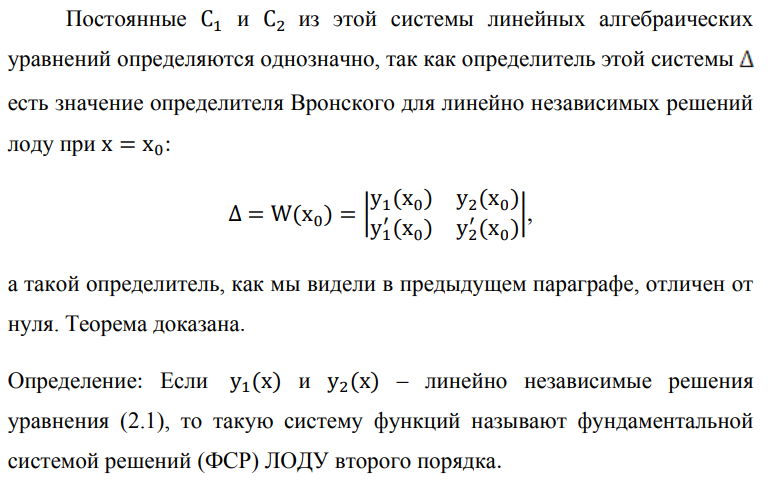 Постоянные C₁ и C₂ из этой системы линейных алгебраических
уравнений определяются однозначно, так как определитель этой системы Δ
есть значение определителя Вронского для линейно независимых решений
лоду при x = x₀:
Δ = W(x₀) = |y₁(x₀) y₂(x₀)|
|y₁′(x₀) y₂′(x₀)|,
а такой определитель, как мы видели в предыдущем параграфе, отличен от
нуля. Теорема доказана.
Определение: Если y₁(x) и y₂(x) – линейно независимые решения
уравнения (2.1), то такую систему функций называют фундаментальной
системой решений (ФСР) ЛОДУ второго порядка.